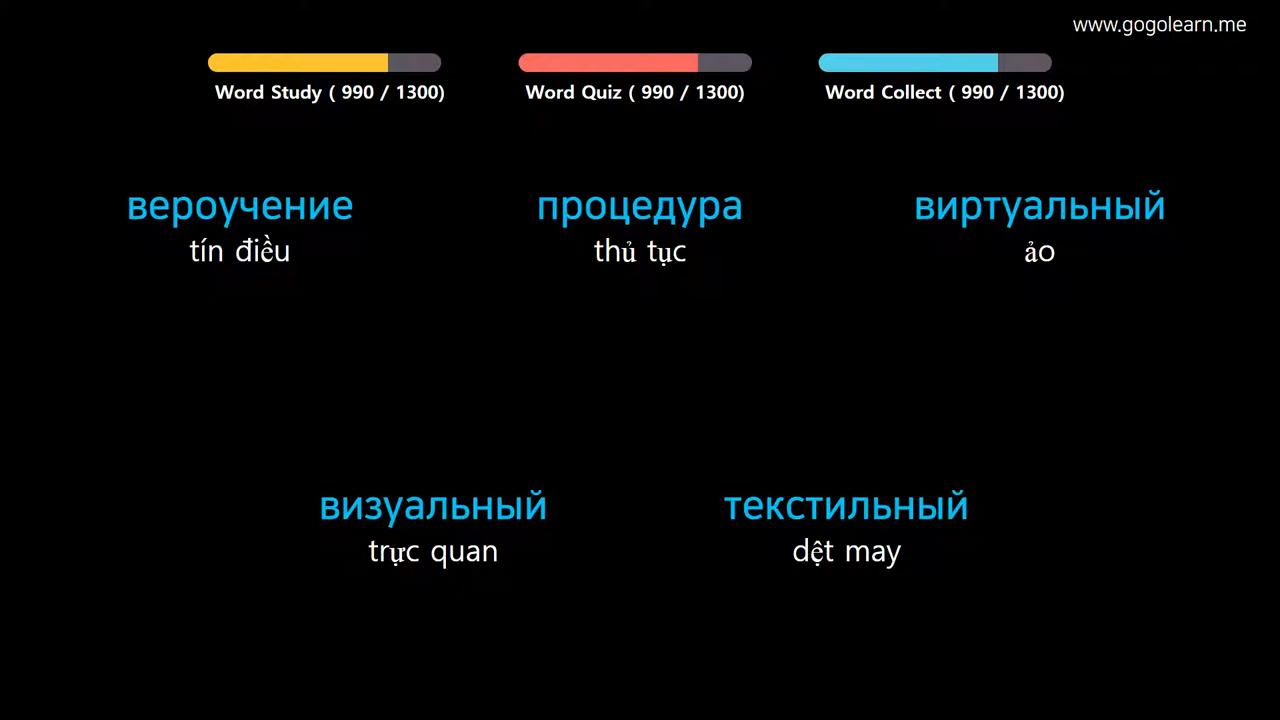 www.gogolearn.me
Word Study ( 990 / 1300)
Word Quiz ( 990 / 1300)
Word Collect ( 990 / 1300)
вероучение
tín điều
процедура
thủ tục
виртуальный
ảo
визуальный
trực quan
текстильный
dệt may